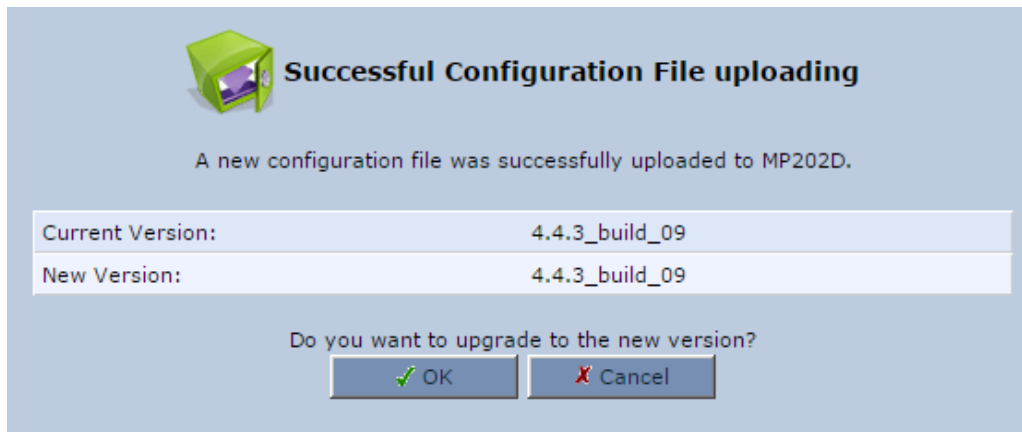 Successful Configuration File uploading
A new configuration file was successfully uploaded to MP202D.
Current Version: 4.4.3_build_09
New Version: 4.4.3_build_09
Do you want to upgrade to the new version?
OK Cancel